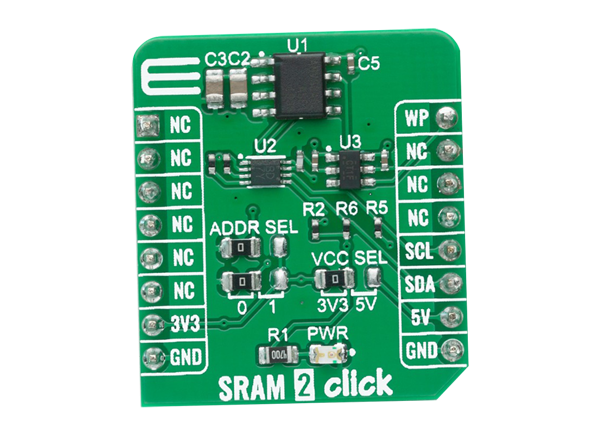 U1
C3C2
C5
NC
WP
NC
U2
U3
NC
NC
NC
R2 R6 R5
NC
ADDR SEL
NC
SCL
VCC SEL
NC
SDA
0 1
3V3 5V
3V3
5V
R1 PWR
4700
GND
GND
SRAM 2 click